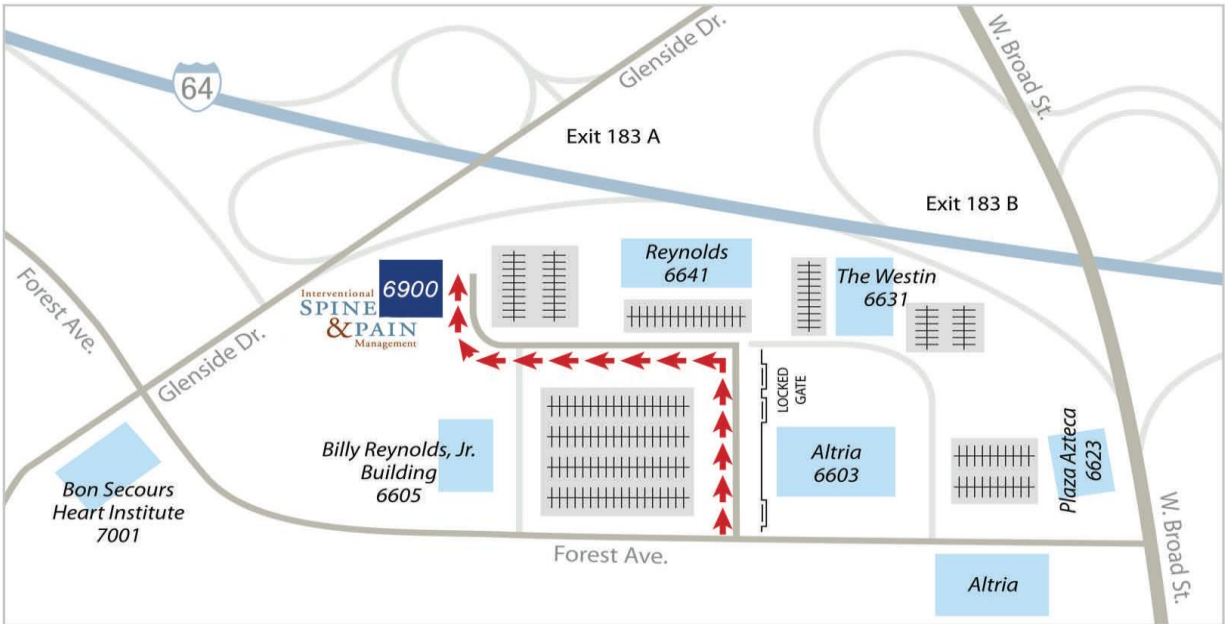 Glenside Dr.
W. Broad St.
64
Exit 183 A
Exit 183 B
Forest Ave.
Reynolds
6641
The Westin
6631
6900
Interventional
SPINE
&PAIN
Management
Glenside Dr.
LOCKED
GATE
Billy Reynolds, Jr.
Building
6605
Altria
6603
Plaza Azteca
6623
Bon Secours
Heart Institute
7001
Forest Ave.
W. Broad St.
Altria